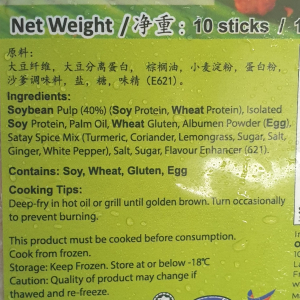 Net Weight / 净重: 10 sticks /
原料:
大豆纤维, 大豆分离蛋白, 棕榈油, 小麦淀粉, 蛋白粉,
沙爹调味料, 盐, 糖, 味精 (E621).
Ingredients:
Soybean Pulp (40%) (Soy Protein, Wheat Protein), Isolated
Soy Protein, Palm Oil, Wheat Gluten, Albumen Powder (Egg),
Satay Spice Mix (Turmeric, Coriander, Lemongrass, Sugar, Salt,
Ginger, White Pepper), Salt, Sugar, Flavour Enhancer (621).
Contains: Soy, Wheat, Gluten, Egg
Cooking Tips:
Deep-fry in hot oil or grill until golden brown. Turn occasionally
to prevent burning.
This product must be cooked before consumption.
Cook from frozen.
Storage: Keep Frozen. Store at or below -18°C
Caution: Quality of product may change if
thawed and re-freeze.